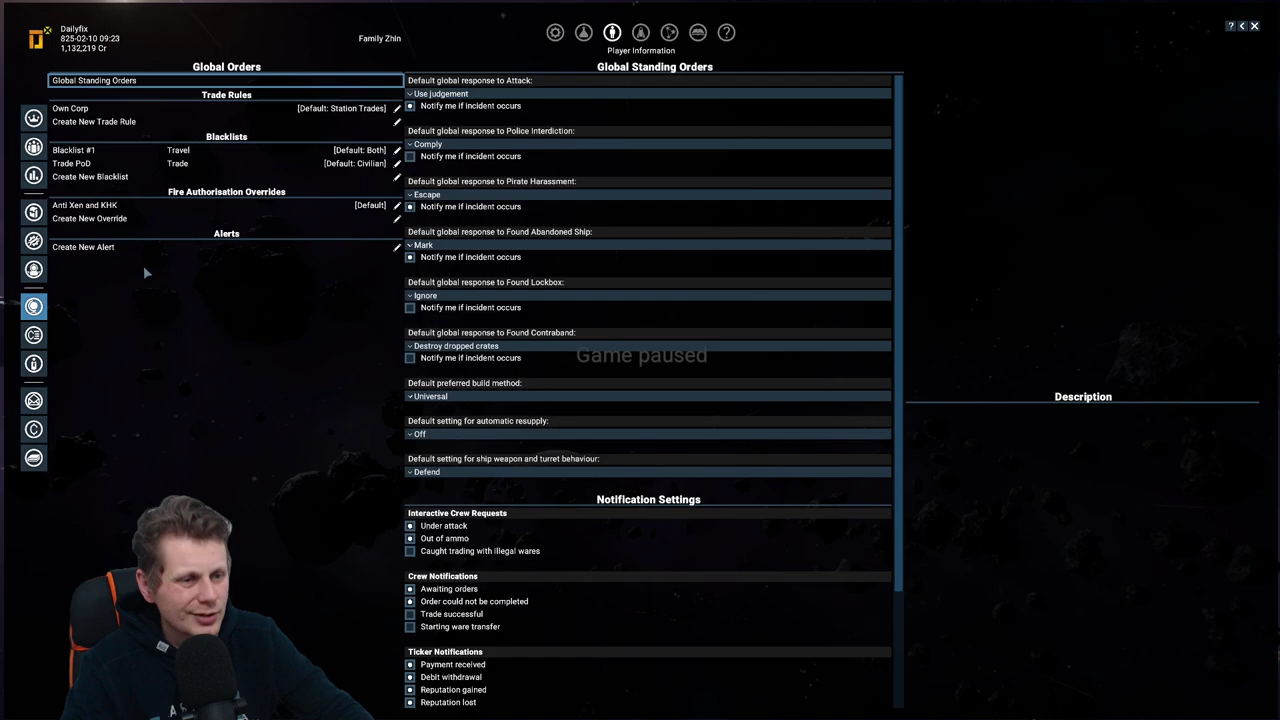 Dailyfix
825-02-10 09:23
1,132,219 Cr
Family Zhin
Player Information
? < ×
Global Orders
Global Standing Orders
Trade Rules
Own Corp [Default: Station Trades]
Create New Trade Rule
Blacklists
Blacklist #1 Travel [Default: Both]
Trade PoD Trade [Default: Civilian]
Create New Blacklist
Fire Authorisation Overrides
Anti Xen and KHK [Default]
Create New Override
Alerts
Create New Alert
Global Standing Orders
Default global response to Attack:
Use judgement
Notify me if incident occurs
Default global response to Police Interdiction:
Comply
Notify me if incident occurs
Default global response to Pirate Harassment:
Escape
Notify me if incident occurs
Default global response to Found Abandoned Ship:
Mark
Notify me if incident occurs
Default global response to Found Lockbox:
Ignore
Notify me if incident occurs
Default global response to Found Contraband:
Destroy dropped crates
Game paused
Notify me if incident occurs
Default preferred build method:
Universal
Default setting for automatic resupply:
Off
Default setting for ship weapon and turret behaviour:
Defend
Notification Settings
Interactive Crew Requests
Under attack
Out of ammo
Caught trading with illegal wares
Crew Notifications
Awaiting orders
Order could not be completed
Trade successful
Starting ware transfer
Ticker Notifications
Payment received
Debit withdrawal
Reputation gained
Reputation lost
Description